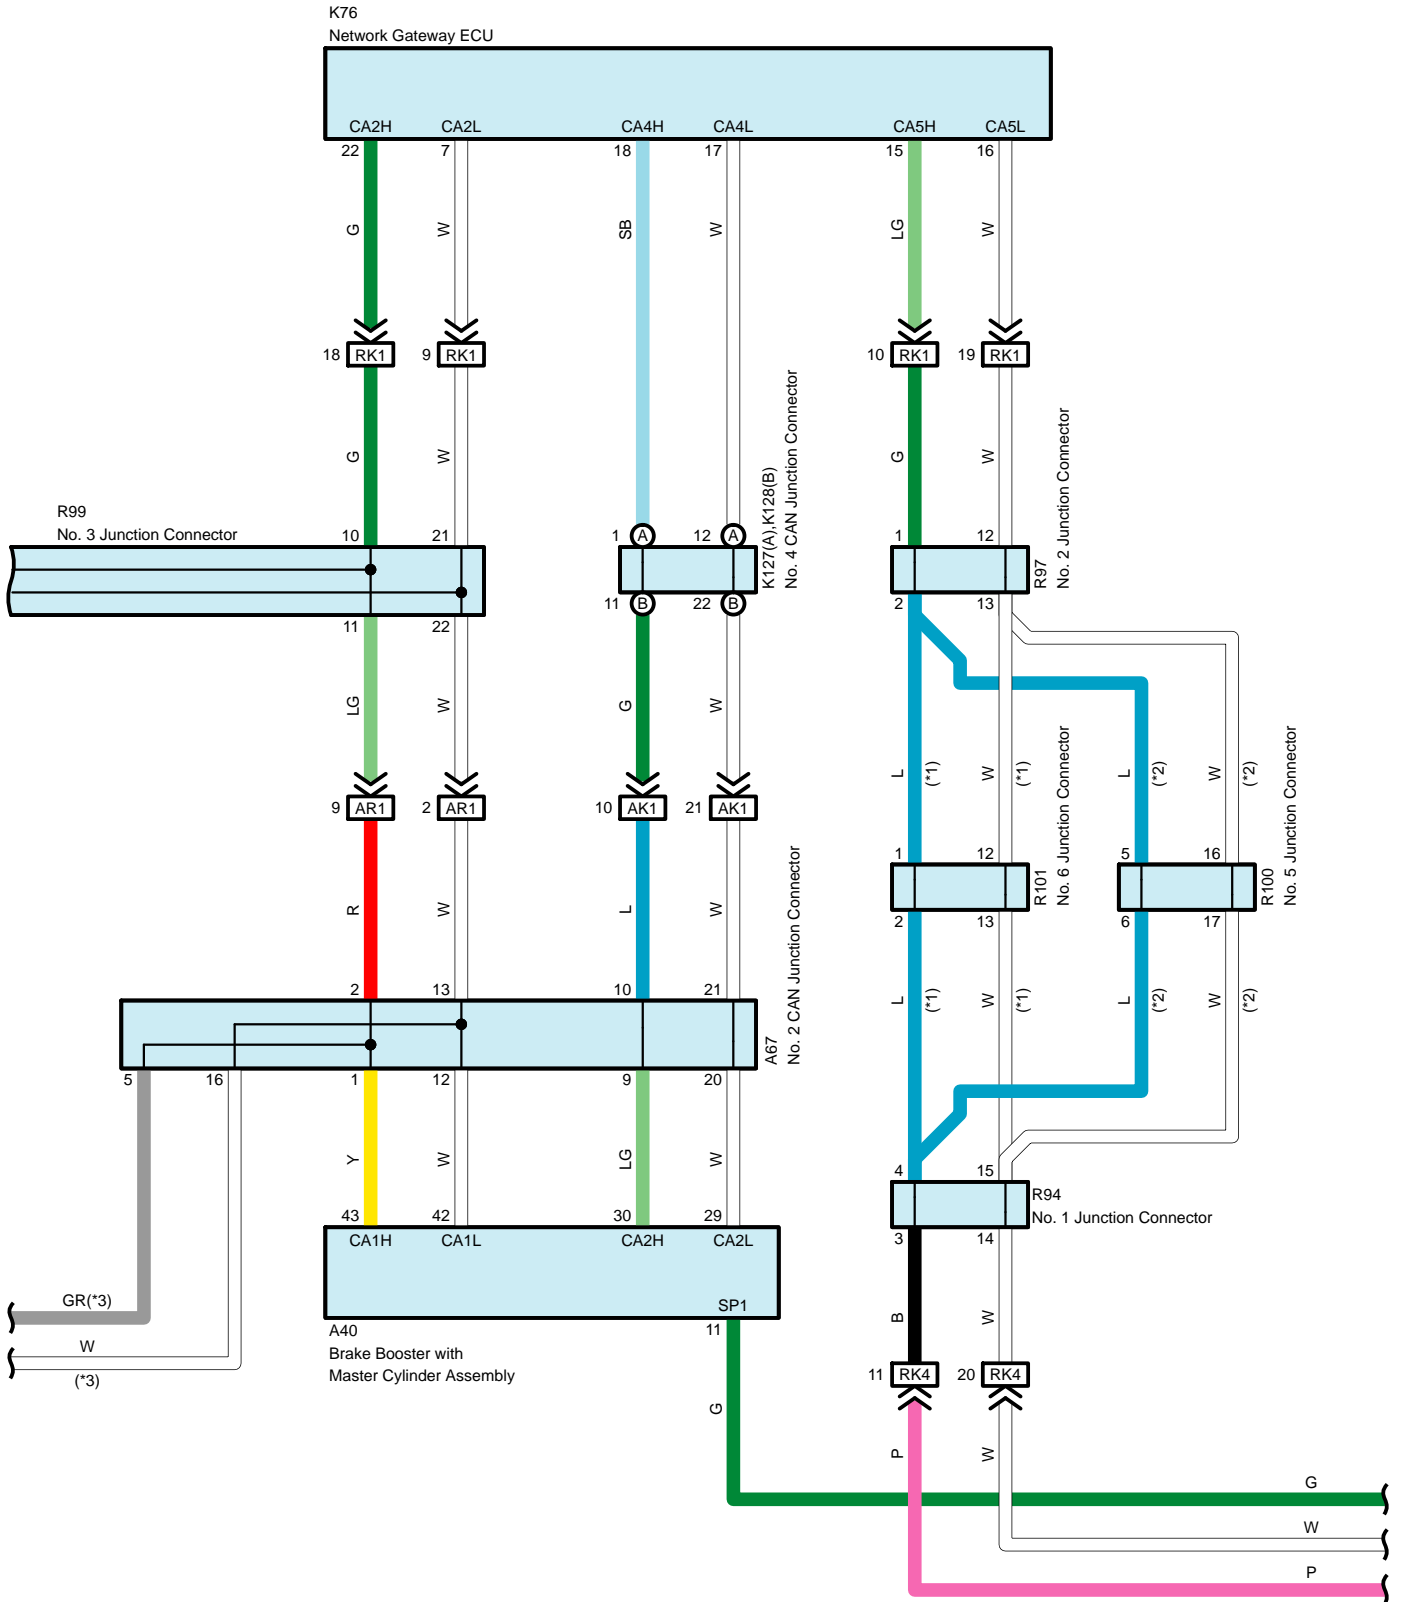 K76
Network Gateway ECU
CA2H CA2L CA4H CA4L CA5H CA5L
22 7 18 17 15 16
G W SB W LG W
18 RK1 9 RK1 10 RK1 19 RK1
G W G W
K127(A),K128(B)
No. 4 CAN Junction Connector
R97
No. 2 Junction Connector
R99
No. 3 Junction Connector
10 21 1 A 12 A 1 12
11 22 11 B 22 B 2 13
LG W G W L (*1) W (*1) L (*2) W (*2)
9 AR1 2 AR1 10 AK1 21 AK1
1 12 5 16
R101
No. 6 Junction Connector
R100
No. 5 Junction Connector
2 13 6 17
R W L W
L (*1) W (*1) L (*2) W (*2)
2 13 10 21
A67
No. 2 CAN Junction Connector
5 16 1 12 9 20
Y W LG W
4 15
R94
No. 1 Junction Connector
3 14
43 42 30 29
CA1H CA1L CA2H CA2L
SP1
11
A40
Brake Booster with
Master Cylinder Assembly
GR(*3)
W
(*3)
B W
11 RK4 20 RK4
G P W
G
W
P